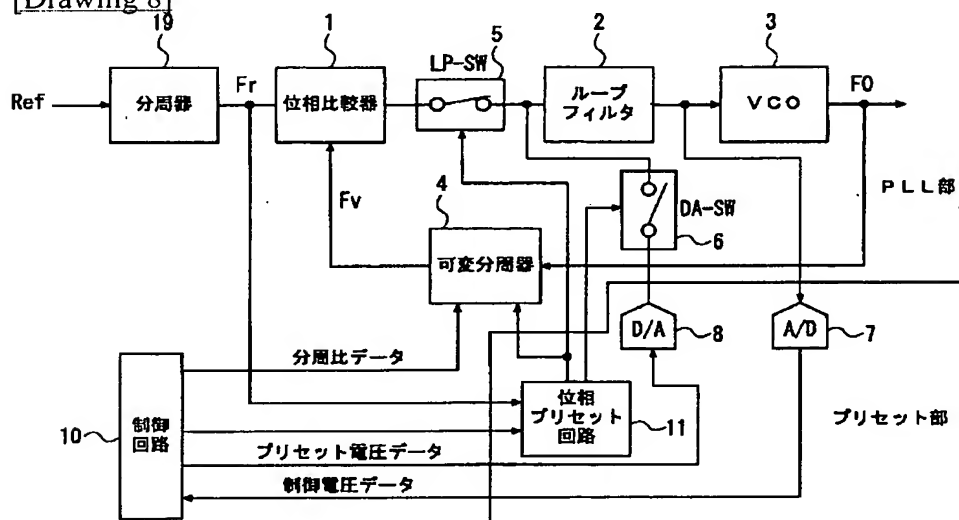 [Drawing 8]
19
1
5
2
3
LP-SW
Ref
分周器
Fr
位相比較器
ループ
フィルタ
VCO
FO
Fv
4
可変分周器
DA-SW
6
PLL部
D/A
8
A/D
7
分周比データ
10
制御
回路
位相
プリセット
回路
11
プリセット部
プリセット電圧データ
制御電圧データ